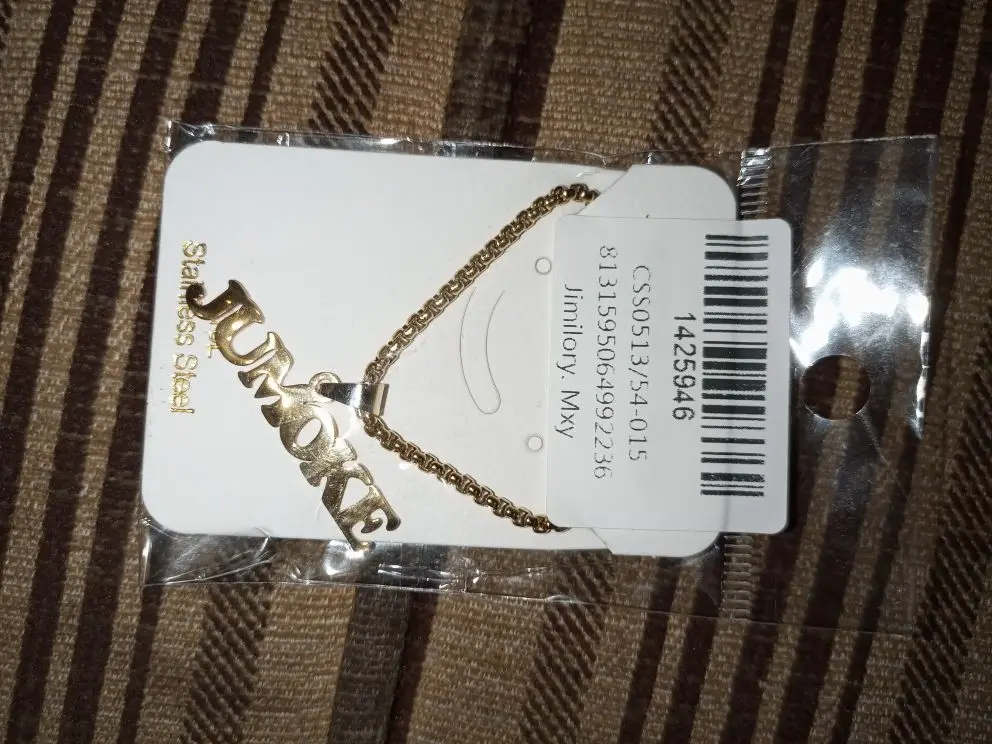 1425946
CSS0513/54-015
8131595064992236
Jimilory. Mxy
JUMOKE
Stainless Steel